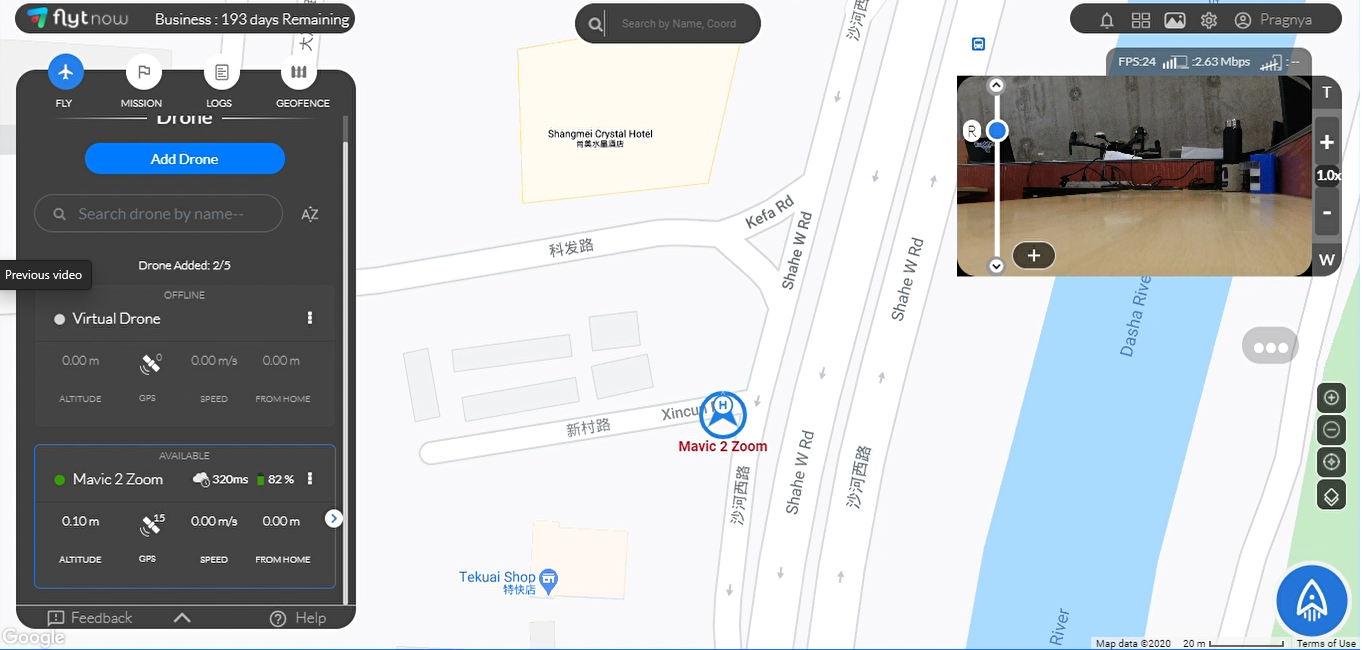 flytnow
Business : 193 days Remaining
Search by Name, Coord
Pragnya
FLY
MISSION
LOGS
GEOFENCE
Drone
Add Drone
Search drone by name--
AZ
Drone Added: 2/5
Previous video
OFFLINE
Virtual Drone
0.00 m
0
0.00 m/s
0.00 m
ALTITUDE
GPS
SPEED
FROM HOME
AVAILABLE
Mavic 2 Zoom
320ms
82 %
0.10 m
15
0.00 m/s
0.00 m
ALTITUDE
GPS
SPEED
FROM HOME
Feedback
Help
Google
Shangmei Crystal Hotel
尚美水晶酒店
Kefa Rd
科发路
Shahe W Rd
Shahe W Rd
Shahe W Rd
沙河西
沙河西路
沙河西路
Xincun
新村路
H
Mavic 2 Zoom
Tekuai Shop
特快店
Dasha River
River
FPS:24
:2.63 Mbps
:--
R
T
+
1.0x
-
W
+
Map data ©2020
20 m
Terms of Use